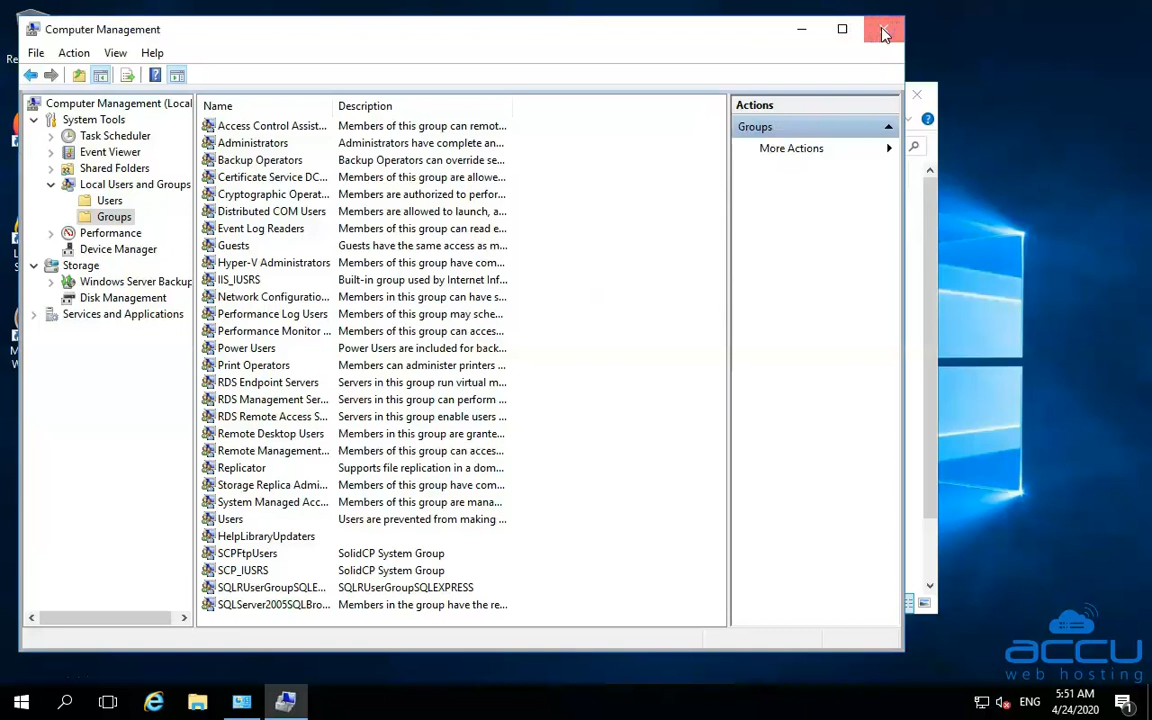 Computer Management
File Action View Help
Computer Management (Local
System Tools
Task Scheduler
Event Viewer
Shared Folders
Local Users and Groups
Users
Groups
Performance
Device Manager
Storage
Windows Server Backup
Disk Management
Services and Applications
Name Description
Access Control Assist... Members of this group can remot...
Administrators Administrators have complete an...
Backup Operators Backup Operators can override se...
Certificate Service DC... Members of this group are allowe...
Cryptographic Operat... Members are authorized to perfor...
Distributed COM Users Members are allowed to launch, a...
Event Log Readers Members of this group can read e...
Guests Guests have the same access as m...
Hyper-V Administrators Members of this group have com...
IIS_IUSRS Built-in group used by Internet Inf...
Network Configuratio... Members in this group can have s...
Performance Log Users Members of this group may sche...
Performance Monitor ... Members of this group can acces...
Power Users Power Users are included for back...
Print Operators Members can administer printers ...
RDS Endpoint Servers Servers in this group run virtual m...
RDS Management Ser... Servers in this group can perform ...
RDS Remote Access S... Servers in this group enable users ...
Remote Desktop Users Members in this group are grante...
Remote Management... Members of this group can acces...
Replicator Supports file replication in a dom...
Storage Replica Admi... Members of this group have com...
System Managed Acc... Members of this group are mana...
Users Users are prevented from making ...
HelpLibraryUpdaters
SCPFtpUsers SolidCP System Group
SCP_IUSRS SolidCP System Group
SQLRUserGroupSQLE... SQLRUserGroupSQLEXPRESS
SQLServer2005SQLBro... Members in the group have the re...
Actions
Groups
More Actions
accu
web hosting
ENG
5:51 AM
4/24/2020
1